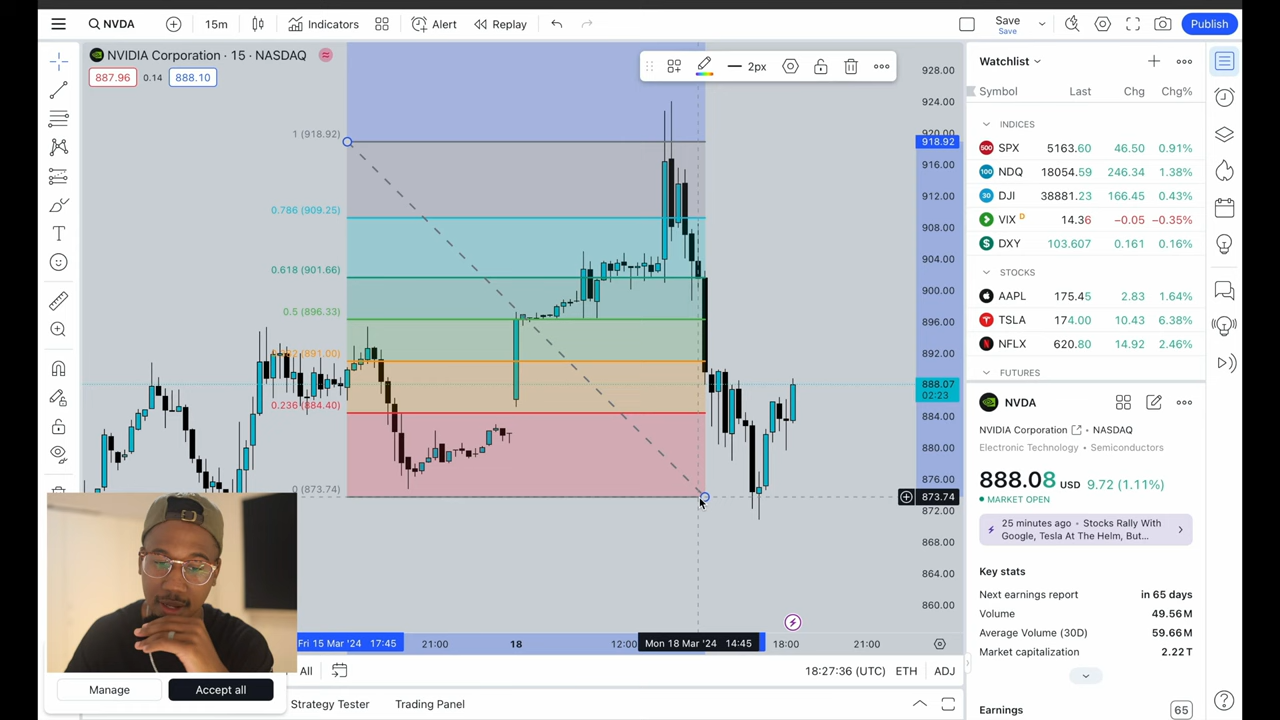 NVDA
15m
Indicators
Alert
Replay
Save
Save
Publish
NVIDIA Corporation · 15 · NASDAQ
887.96
0.14
888.10
2px
1 (918.92)
0.786 (909.25)
0.618 (901.66)
0.5 (896.33)
(891.00)
0.236 (884.40)
0 (873.74)
928.00
924.00
920.00
918.92
916.00
912.00
908.00
904.00
900.00
896.00
892.00
888.07
02:23
884.00
880.00
876.00
873.74
872.00
868.00
864.00
860.00
Fri 15 Mar '24 17:45
21:00
18
12:00
Mon 18 Mar '24 14:45
18:00
21:00
All
18:27:36 (UTC)
ETH
ADJ
Manage
Accept all
Strategy Tester
Trading Panel
Watchlist
Symbol Last Chg Chg%
INDICES
500 SPX 5163.60 46.50 0.91%
100 NDQ 18054.59 246.34 1.38%
30 DJI 38881.23 166.45 0.43%
VIX D 14.36 −0.05 −0.35%
$ DXY 103.607 0.161 0.16%
STOCKS
AAPL 175.45 2.83 1.64%
TSLA 174.00 10.43 6.38%
NFLX 620.80 14.92 2.46%
FUTURES
NVDA
NVIDIA Corporation · NASDAQ
Electronic Technology • Semiconductors
888.08 USD 9.72 (1.11%)
MARKET OPEN
25 minutes ago • Stocks Rally With
Google, Tesla At The Helm, But...
Key stats
Next earnings report in 65 days
Volume 49.56M
Average Volume (30D) 59.66M
Market capitalization 2.22T
Earnings 65